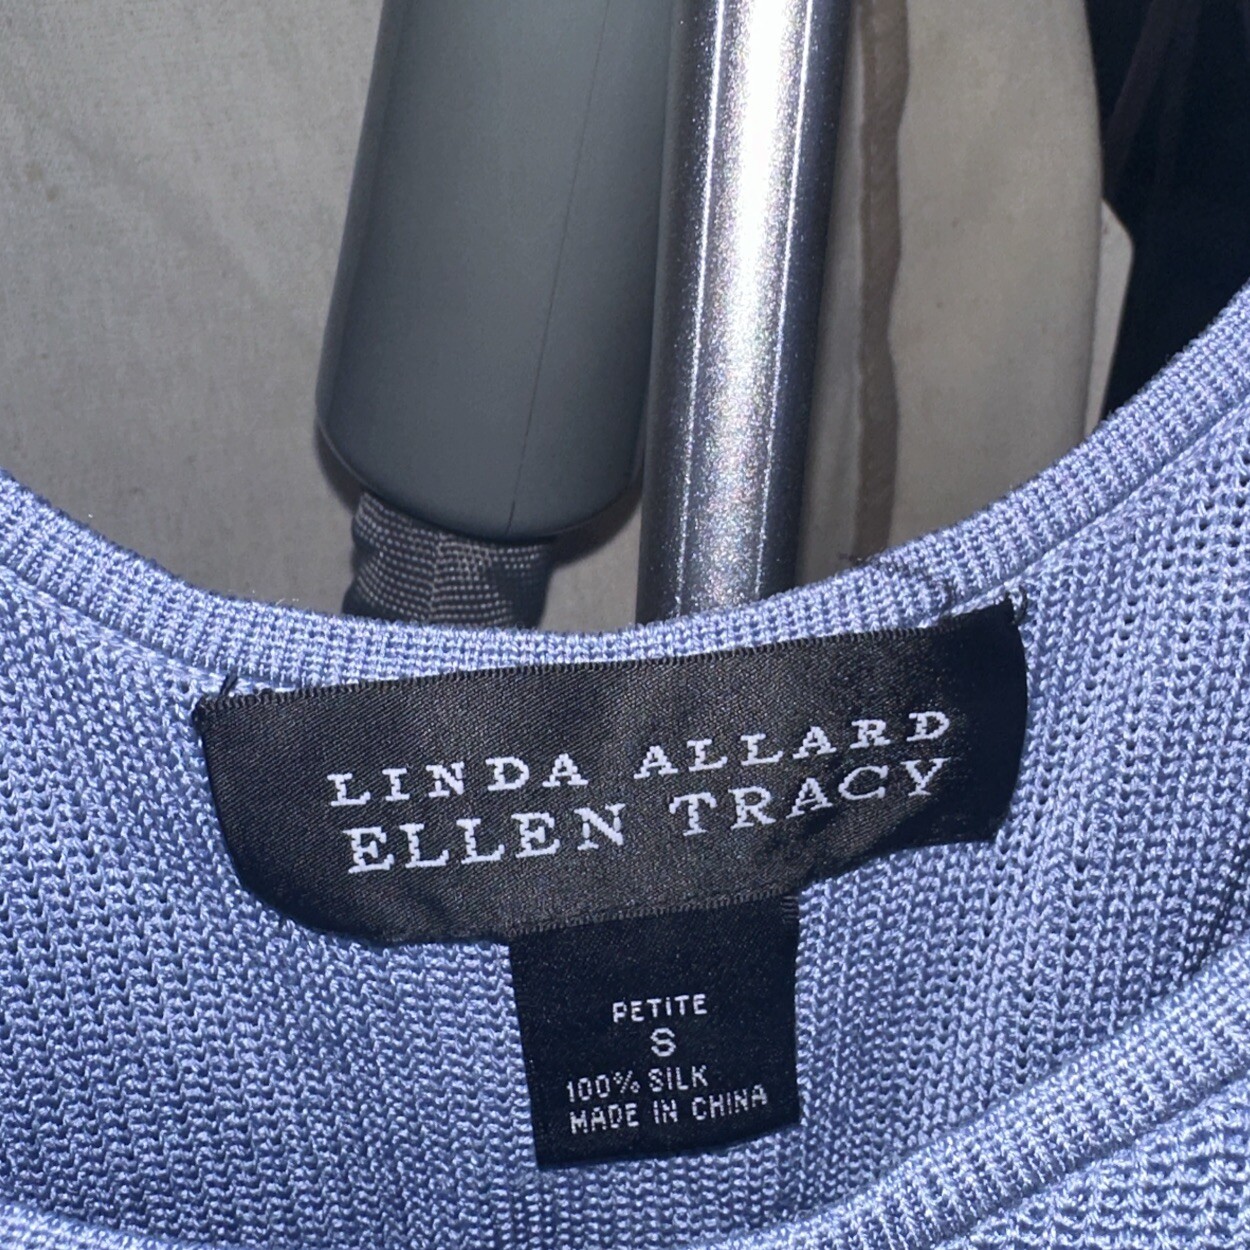 LINDA ALLARD
ELLEN TRACY
PETITE
S
100% SILK
MADE IN CHINA